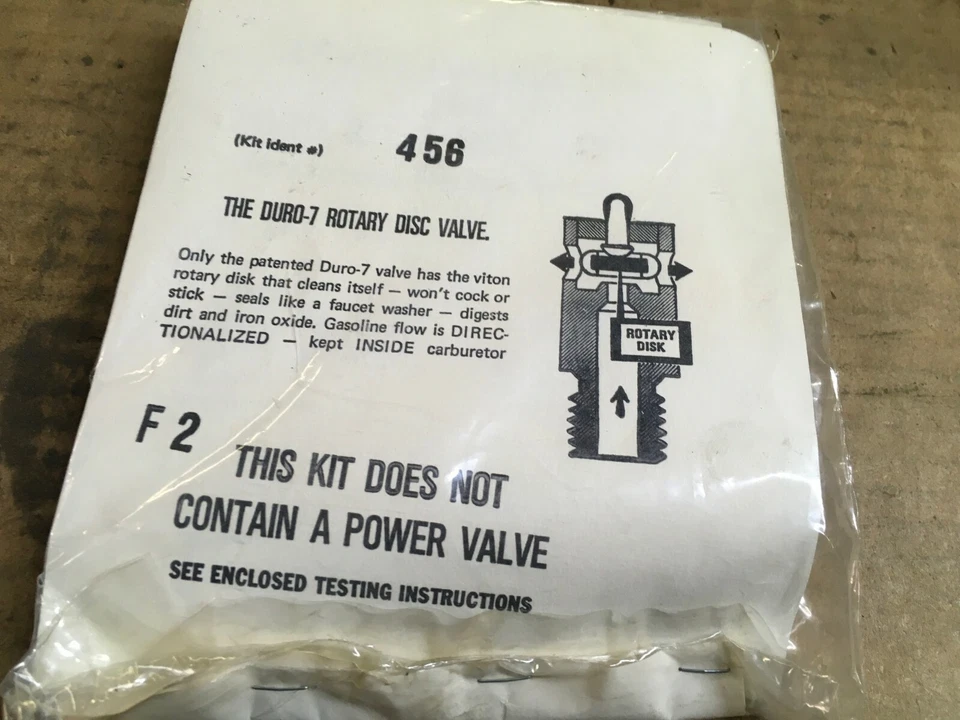 (Kit ident #) 456
THE DURO-7 ROTARY DISC VALVE.
Only the patented Duro-7 valve has the viton
rotary disk that cleans itself — won't cock or
stick — seals like a faucet washer — digests
dirt and iron oxide. Gasoline flow is DIREC-
TIONALIZED — kept INSIDE carburetor
ROTARY
DISK
F 2
THIS KIT DOES NOT
CONTAIN A POWER VALVE
SEE ENCLOSED TESTING INSTRUCTIONS